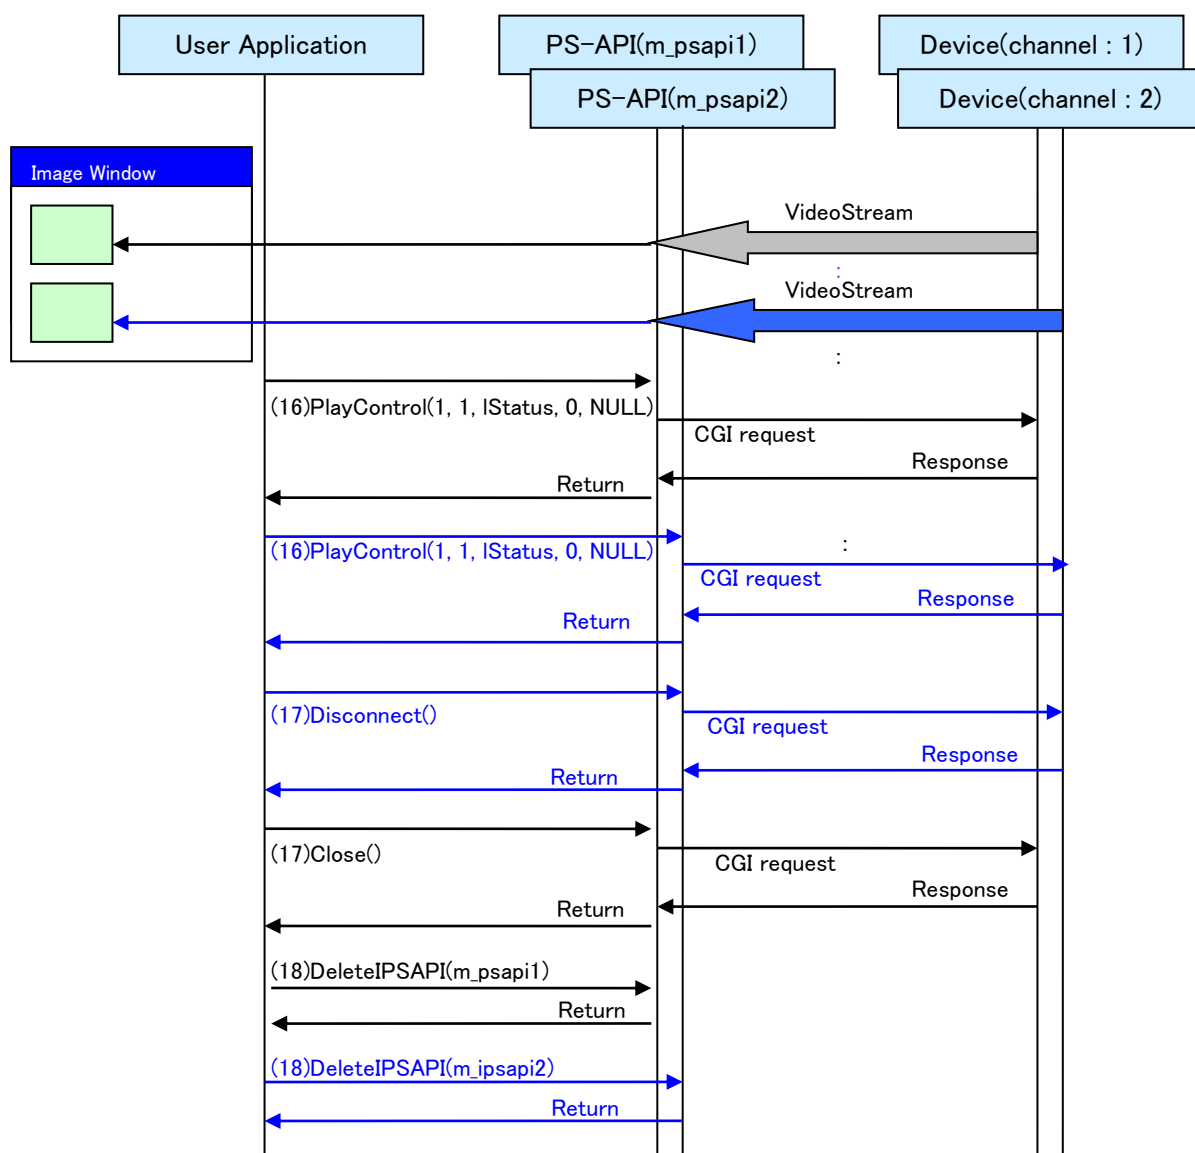 User Application
PS-API(m_psapi1)
Device(channel : 1)
PS-API(m_psapi2)
Device(channel : 2)
Image Window
VideoStream
:
VideoStream
:
(16)PlayControl(1, 1, lStatus, 0, NULL)
CGI request
Response
Return
(16)PlayControl(1, 1, lStatus, 0, NULL)
:
CGI request
Response
Return
(17)Disconnect()
CGI request
Response
Return
(17)Close()
CGI request
Response
Return
(18)DeleteIPSAPI(m_psapi1)
Return
(18)DeleteIPSAPI(m_ipsapi2)
Return